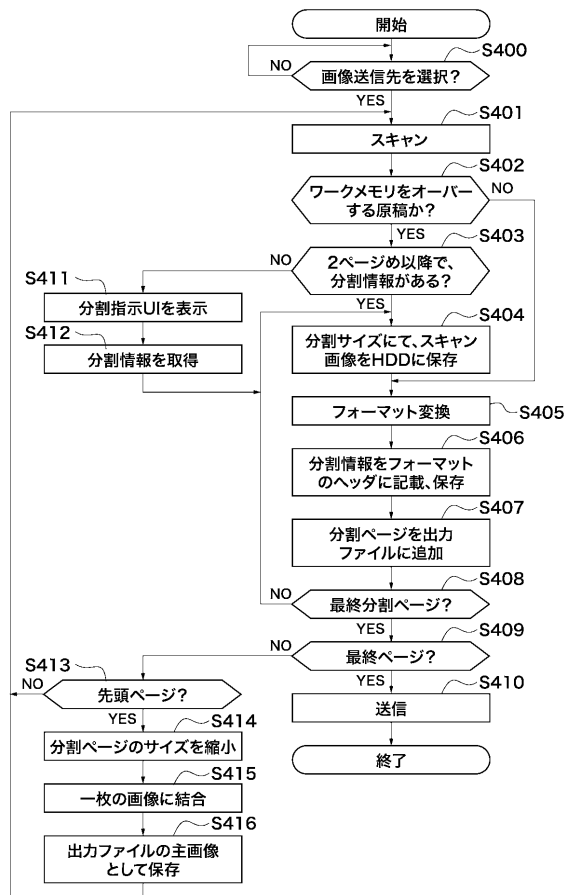 開始
S400
NO
画像送信先を選択?
YES
S401
スキャン
S402
ワークメモリをオーバー
する原稿か?
NO
YES
S403
NO
2ページめ以降で、
分割情報がある?
S411
分割指示UIを表示
YES
S404
S412
分割情報を取得
分割サイズにて、スキャン
画像をHDDに保存
フォーマット変換
S405
S406
分割情報をフォーマット
のヘッダに記載、保存
S407
分割ページを出力
ファイルに追加
S408
NO
最終分割ページ?
YES
S409
NO
最終ページ?
S413
NO
先頭ページ?
YES
S410
送信
YES
S414
分割ページのサイズを縮小
終了
S415
一枚の画像に結合
S416
出力ファイルの主画像
として保存